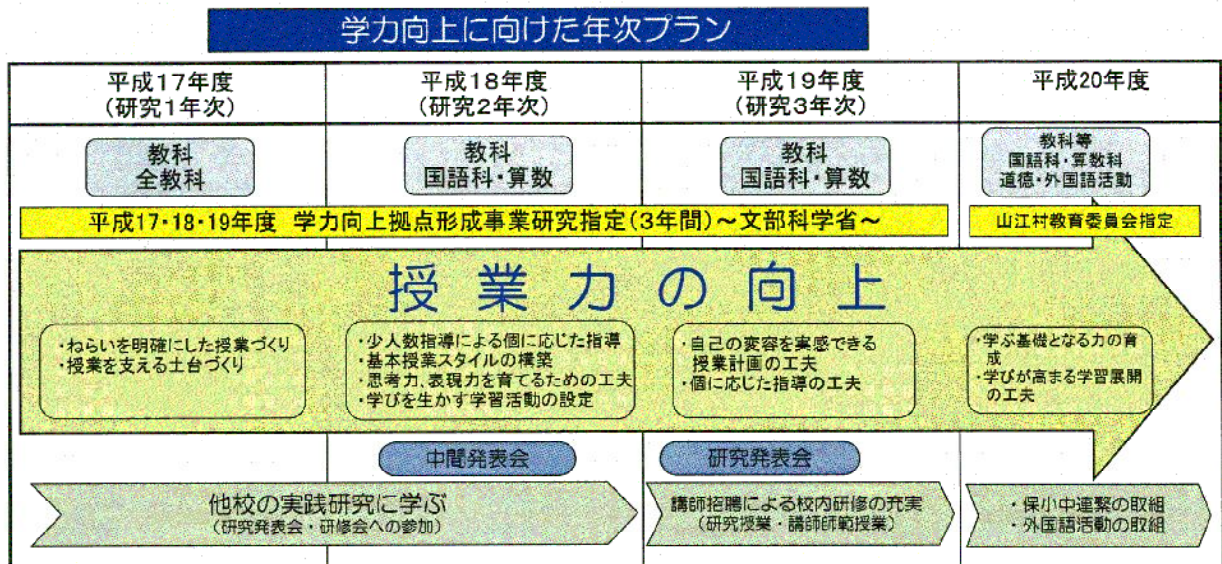 学力向上に向けた年次プラン
平成17年度
(研究1年次)
平成18年度
(研究2年次)
平成19年度
(研究3年次)
平成20年度
教科
全教科
教科
国語科・算数
教科
国語科・算数
教科等
国語科・算数科
道徳・外国語活動
平成17・18・19年度 学力向上拠点形成事業研究指定(3年間)～文部科学省～
山江村教育委員会指定
授業力の向上
・ねらいを明確にした授業づくり
・授業を支える土台づくり
・少人数指導による個に応じた指導
・基本授業スタイルの構築
・思考力、表現力を育てるための工夫
・学びを生かす学習活動の設定
・自己の変容を実感できる
授業計画の工夫
・個に応じた指導の工夫
・学ぶ基礎となる力の育
成
・学びが高まる学習展開
の工夫
中間発表会
研究発表会
他校の実践研究に学ぶ
(研究発表会・研修会への参加)
講師招聘による校内研修の充実
(研究授業・講師師範授業)
・保小中連繋の取組
・外国語活動の取組